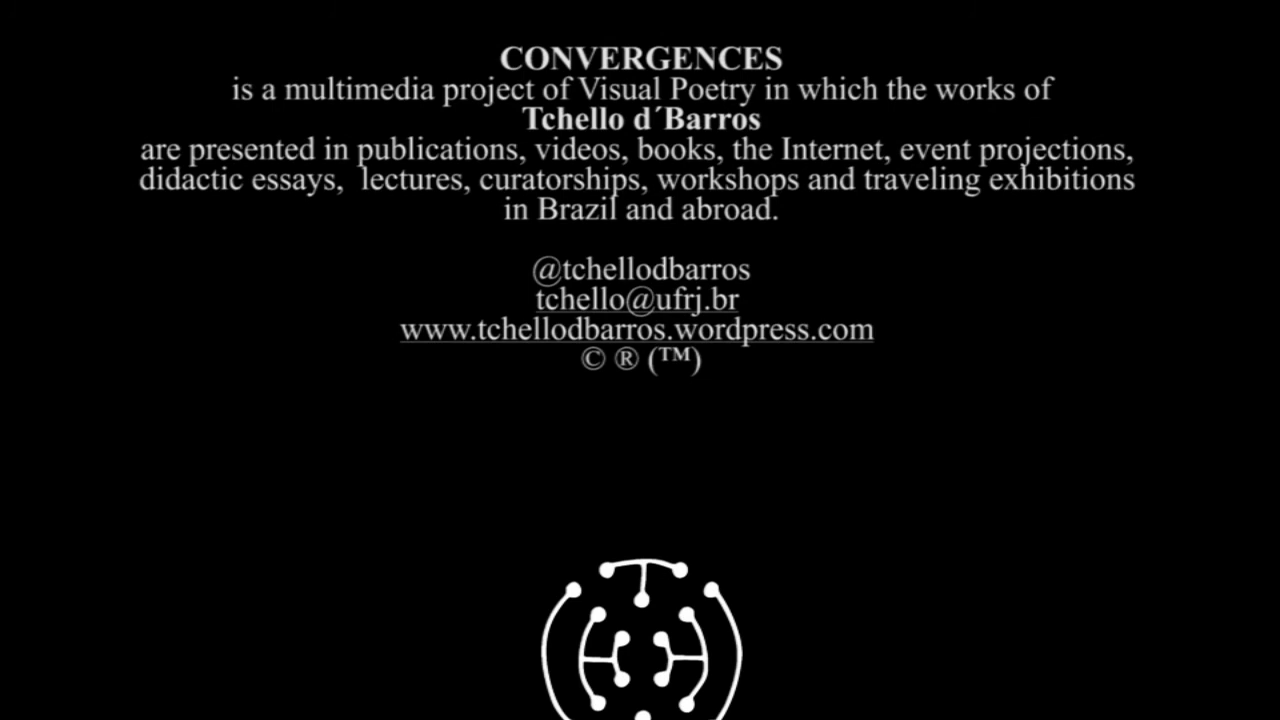 CONVERGENCES
is a multimedia project of Visual Poetry in which the works of
Tchello d´Barros
are presented in publications, videos, books, the Internet, event projections,
didactic essays,  lectures, curatorships, workshops and traveling exhibitions
in Brazil and abroad.
@tchellodbarros
tchello@ufrj.br
www.tchellodbarros.wordpress.com
© ® (™)